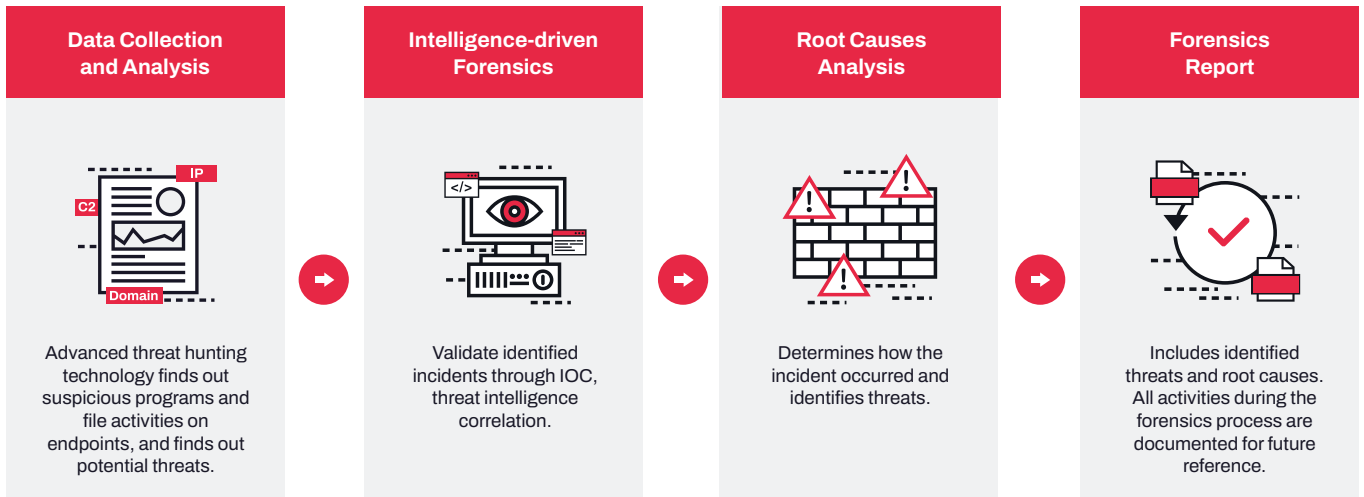 Data Collection
and Analysis
IP
C2
Domain
Advanced threat hunting
technology finds out
suspicious programs and
file activities on
endpoints, and finds out
potential threats.
Intelligence-driven
Forensics
</>
Validate identified
incidents through IOC,
threat intelligence
correlation.
Root Causes
Analysis
!
!
!
Determines how the
incident occurred and
identifies threats.
Forensics
Report
Includes identified
threats and root causes.
All activities during the
forensics process are
documented for future
reference.